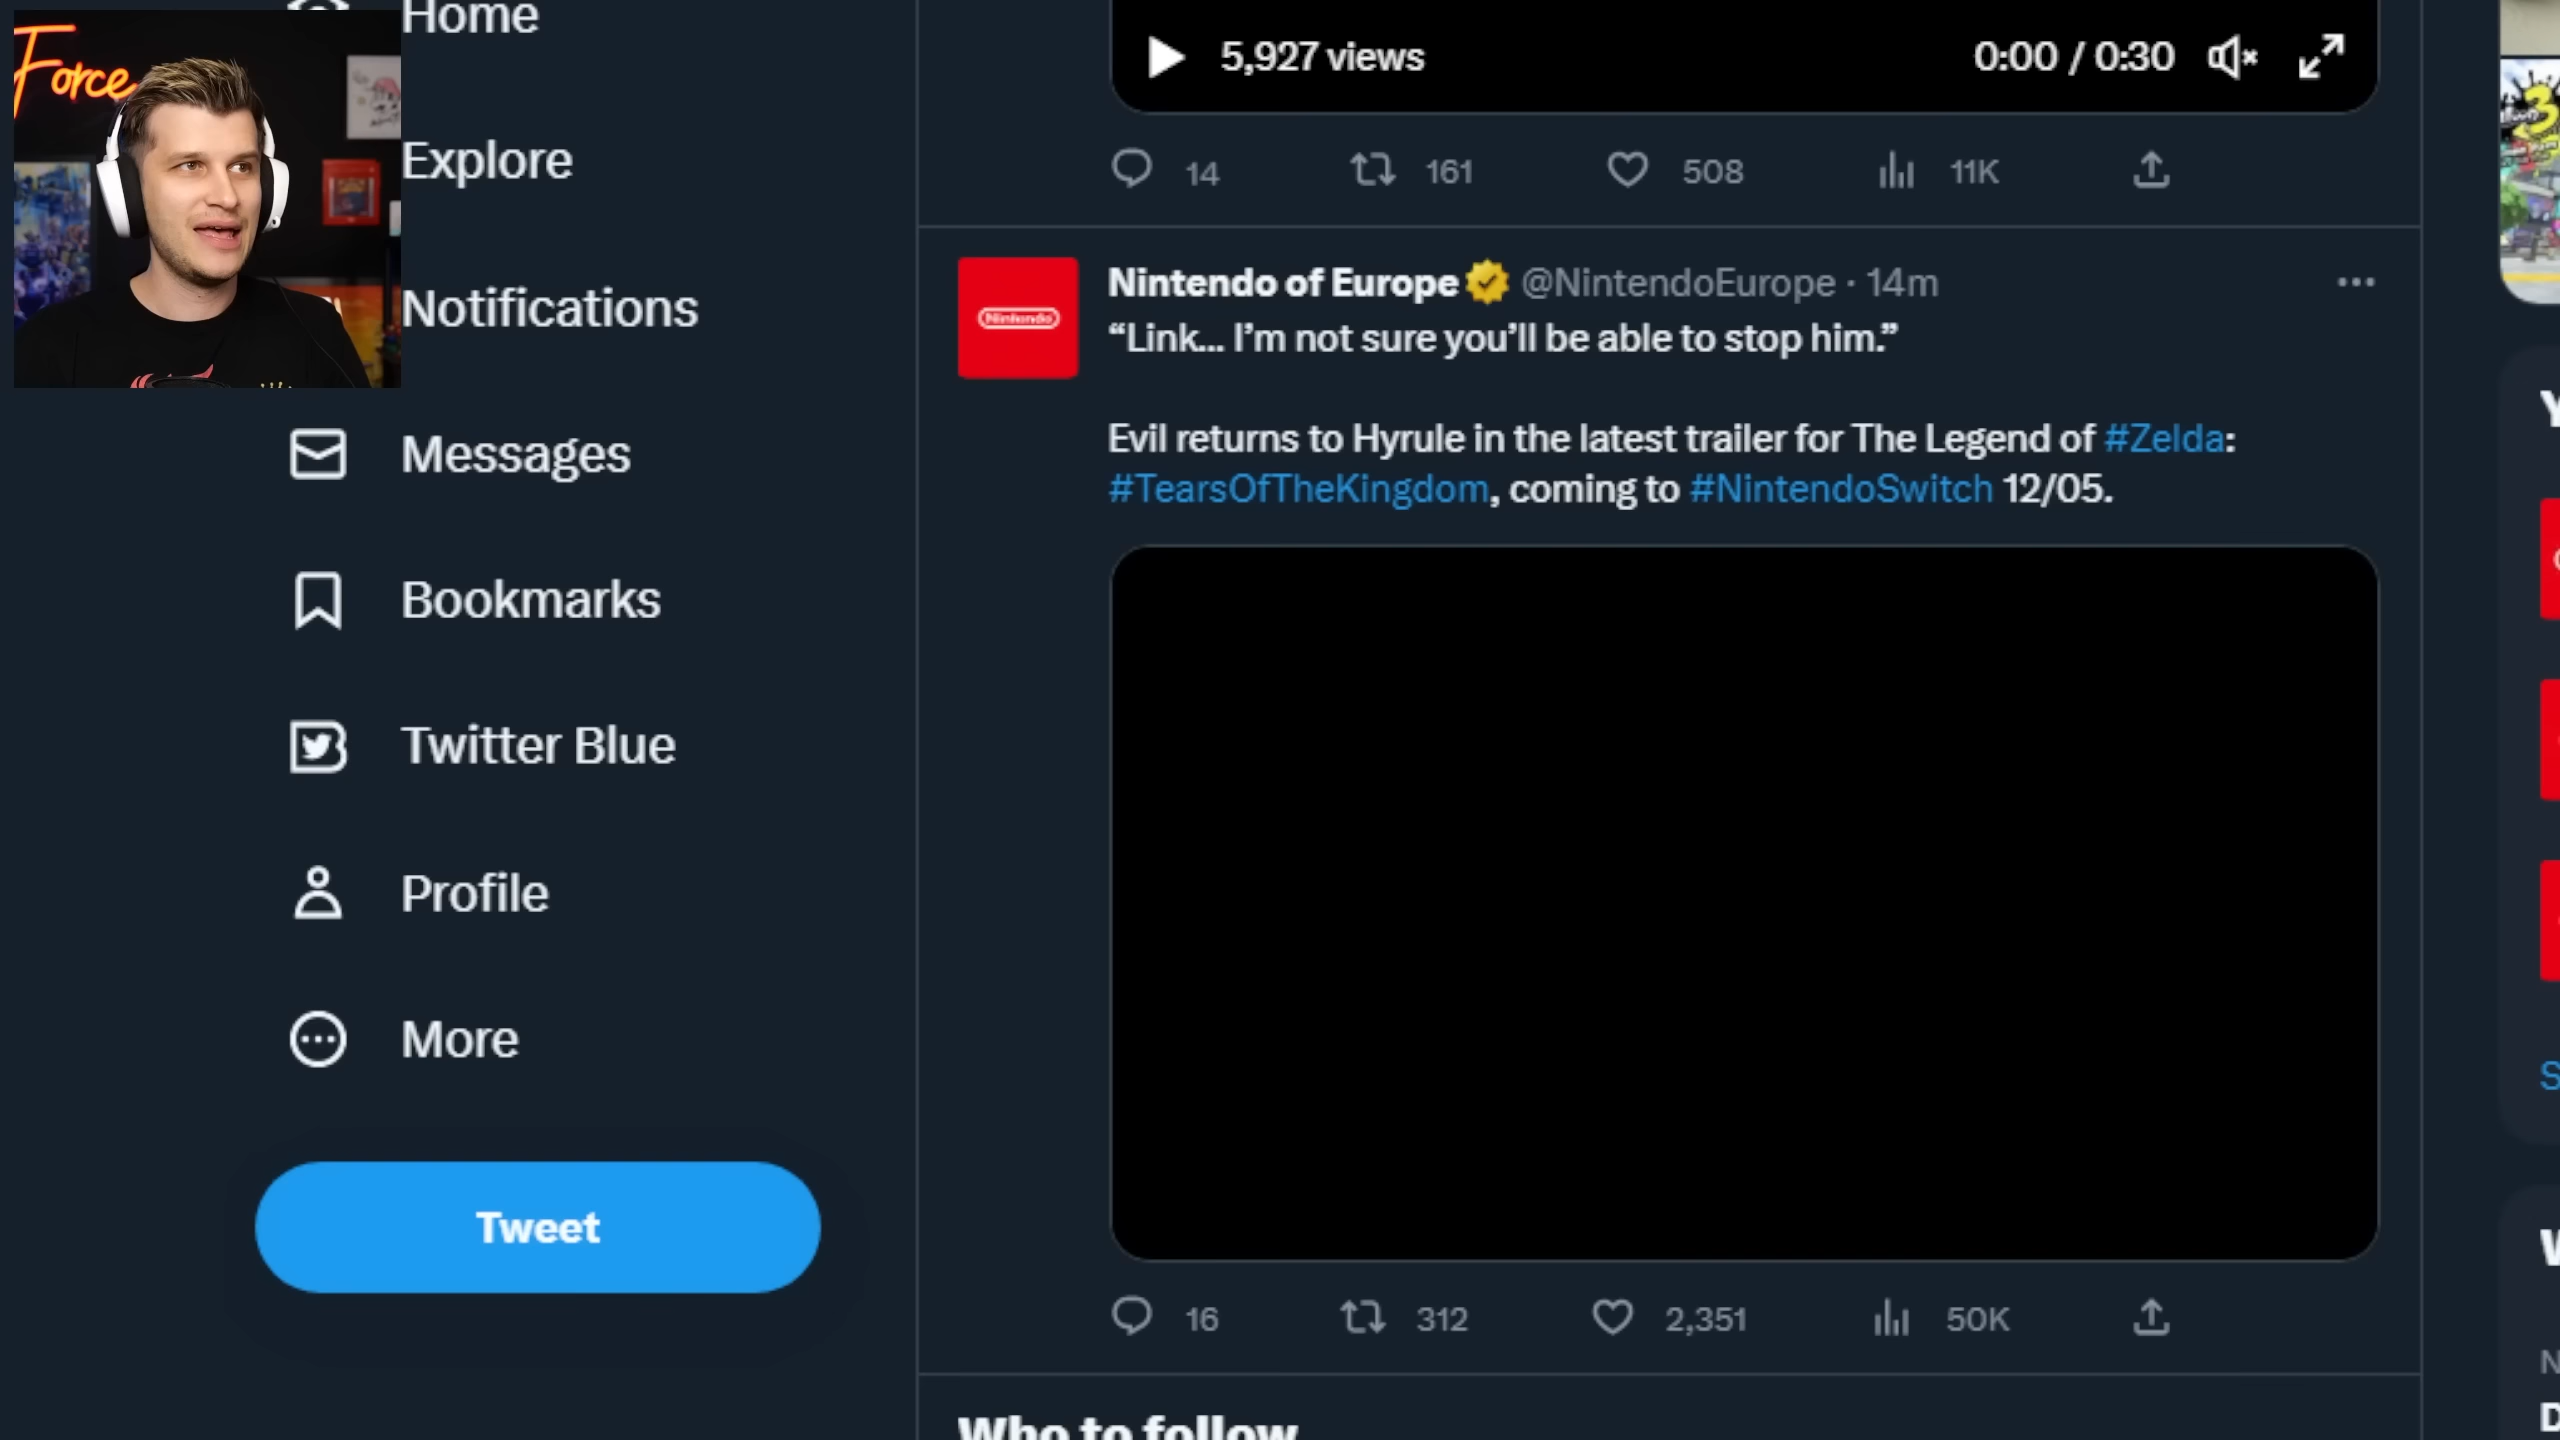 Force
Home
Explore
Notifications
Messages
Bookmarks
Twitter Blue
Profile
More
Tweet
5,927 views
0:00 / 0:30
14 161 508 11K
Nintendo of Europe @NintendoEurope · 14m
“Link... I’m not sure you’ll be able to stop him.”
Evil returns to Hyrule in the latest trailer for The Legend of #Zelda:
#TearsOfTheKingdom, coming to #NintendoSwitch 12/05.
Nintendo
16 312 2,351 50K
Who to follow
3